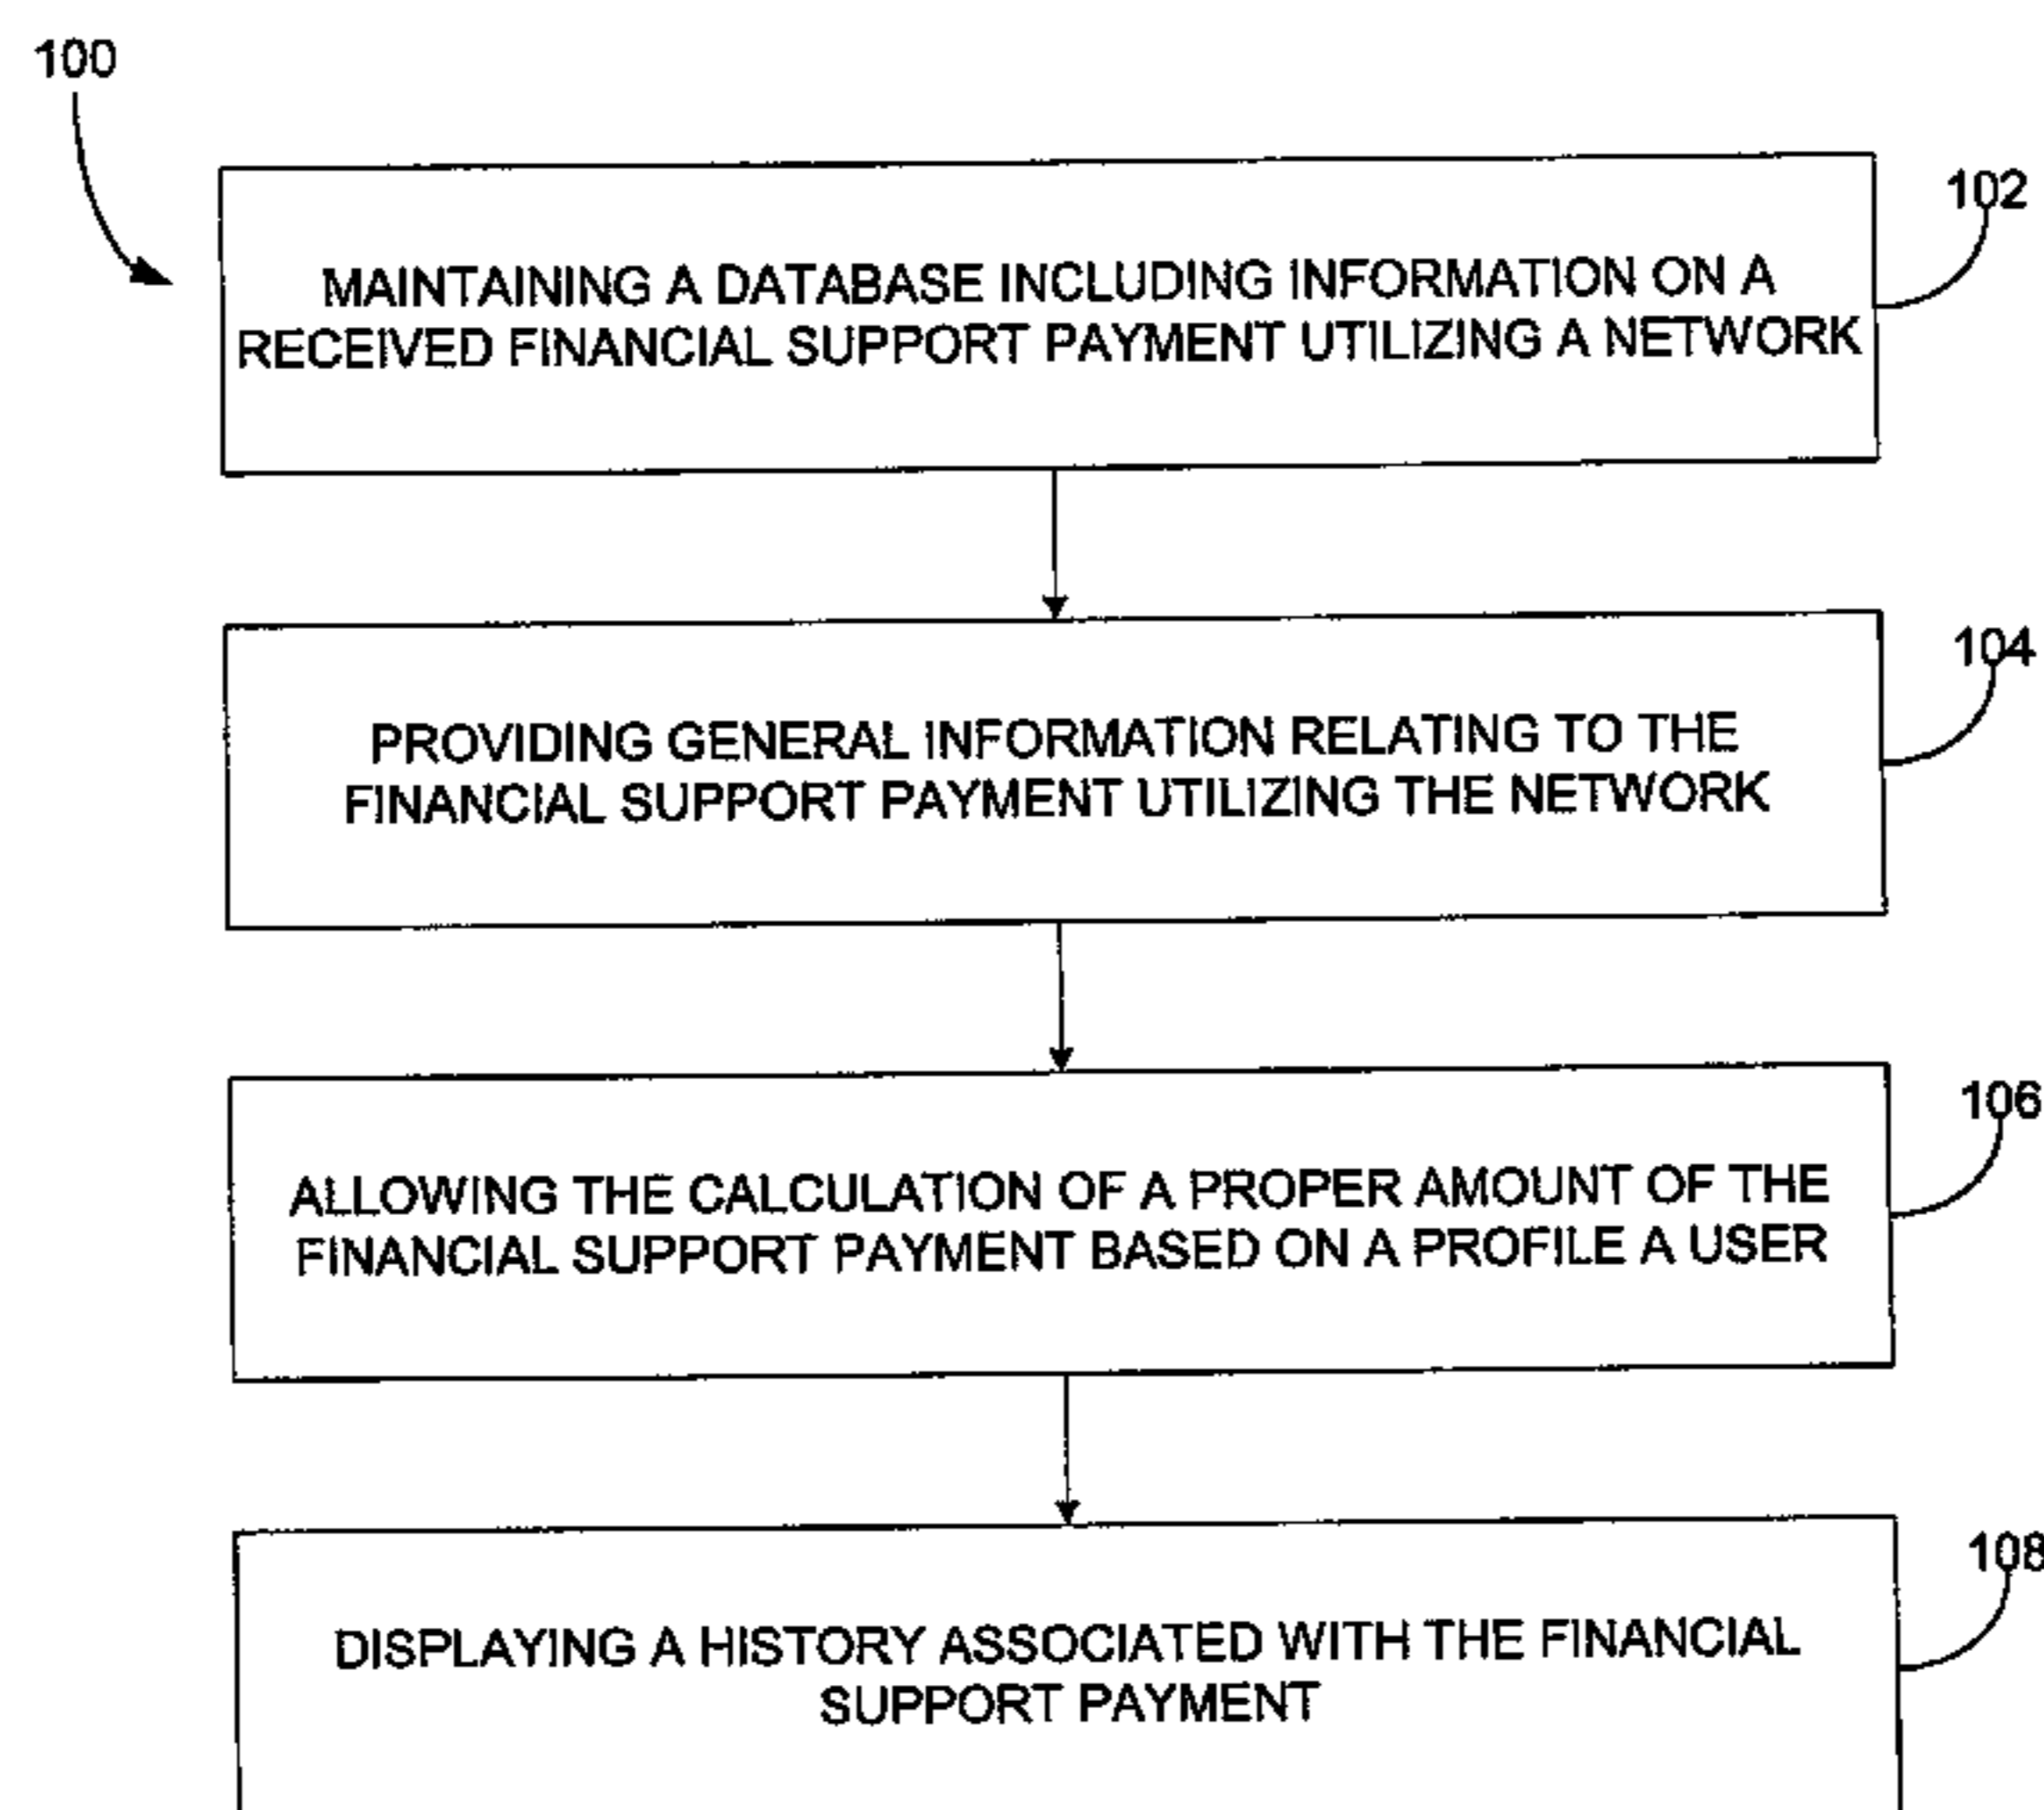 100
102
MAINTAINING A DATABASE INCLUDING INFORMATION ON A
RECEIVED FINANCIAL SUPPORT PAYMENT UTILIZING A NETWORK
104
PROVIDING GENERAL INFORMATION RELATING TO THE
FINANCIAL SUPPORT PAYMENT UTILIZING THE NETWORK
106
ALLOWING THE CALCULATION OF A PROPER AMOUNT OF THE
FINANCIAL SUPPORT PAYMENT BASED ON A PROFILE A USER
108
DISPLAYING A HISTORY ASSOCIATED WITH THE FINANCIAL
SUPPORT PAYMENT